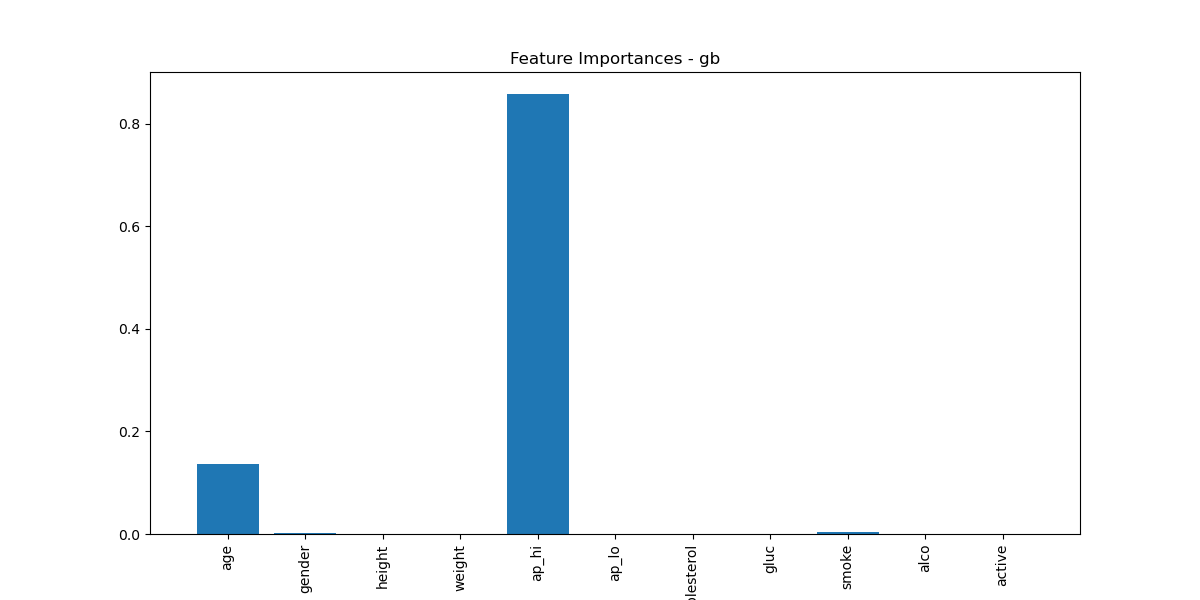 Feature Importances - gb
0.8
0.6
0.4
0.2
0.0
age
gender
height
weight
ap_hi
ap_lo
olesterol
gluc
smoke
alco
active